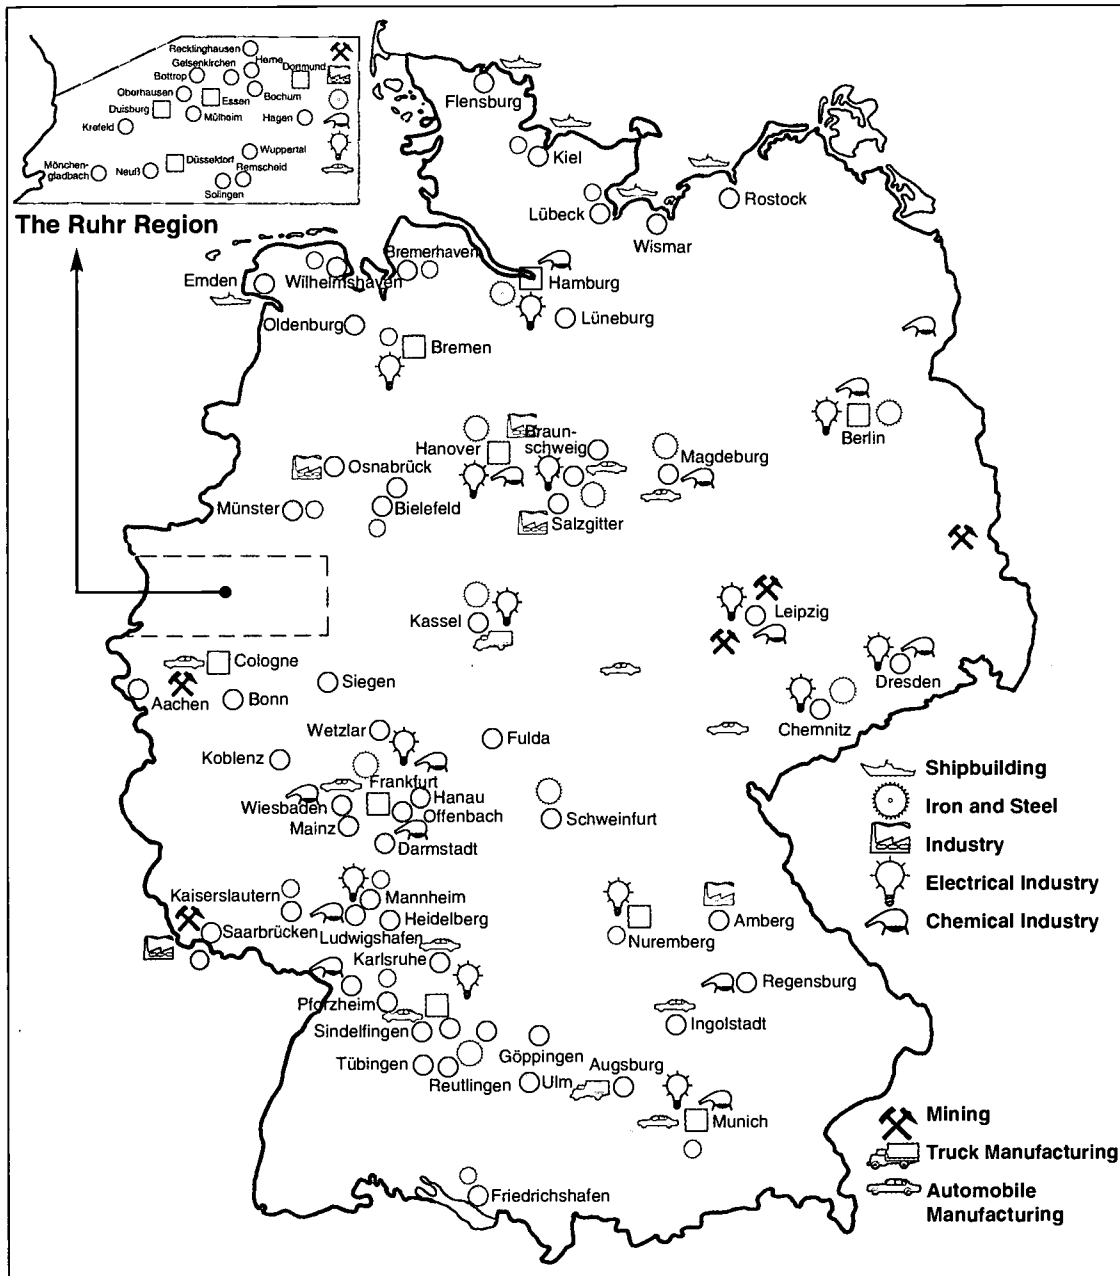 Recklinghausen
Gelsenkirchen
Herne
Dortmund
Bottrop
Oberhausen
Essen
Bochum
Duisburg
Mülheim
Hagen
Krefeld
Wuppertal
Düsseldorf
Mönchen-
gladbach
Neuß
Remscheid
Solingen
The Ruhr Region
Flensburg
Kiel
Rostock
Lübeck
Wismar
Bremerhaven
Emden
Wilhelmshaven
Hamburg
Oldenburg
Lüneburg
Bremen
Berlin
Hanover
Braun-
schweig
Magdeburg
Osnabrück
Münster
Bielefeld
Salzgitter
Kassel
Leipzig
Cologne
Dresden
Siegen
Aachen
Bonn
Chemnitz
Wetzlar
Fulda
Koblenz
Frankfurt
Wiesbaden
Hanau
Offenbach
Mainz
Schweinfurt
Darmstadt
Kaiserslautern
Mannheim
Heidelberg
Saarbrücken
Ludwigshafen
Nuremberg
Amberg
Karlsruhe
Regensburg
Pforzheim
Ingolstadt
Sindelfingen
Göppingen
Tübingen
Reutlingen
Ulm
Augsburg
Munich
Friedrichshafen
Shipbuilding
Iron and Steel
Industry
Electrical Industry
Chemical Industry
Mining
Truck Manufacturing
Automobile
Manufacturing